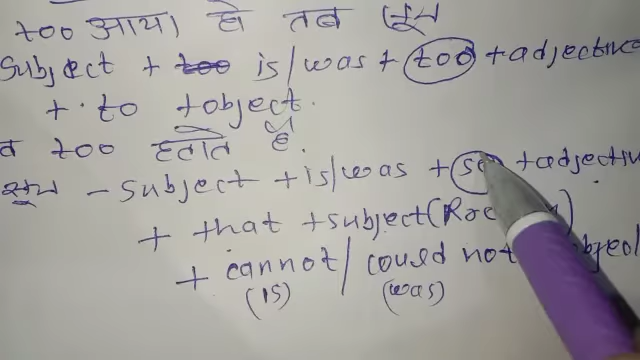 too आया हो तब सूत्र
Subject + is/was + too + adjective
+ to + object.
too हटाते हैं.
सूत्र - Subject + is/was + so + adjective
+ that + subject (
+ cannot/could not
(is) (was)